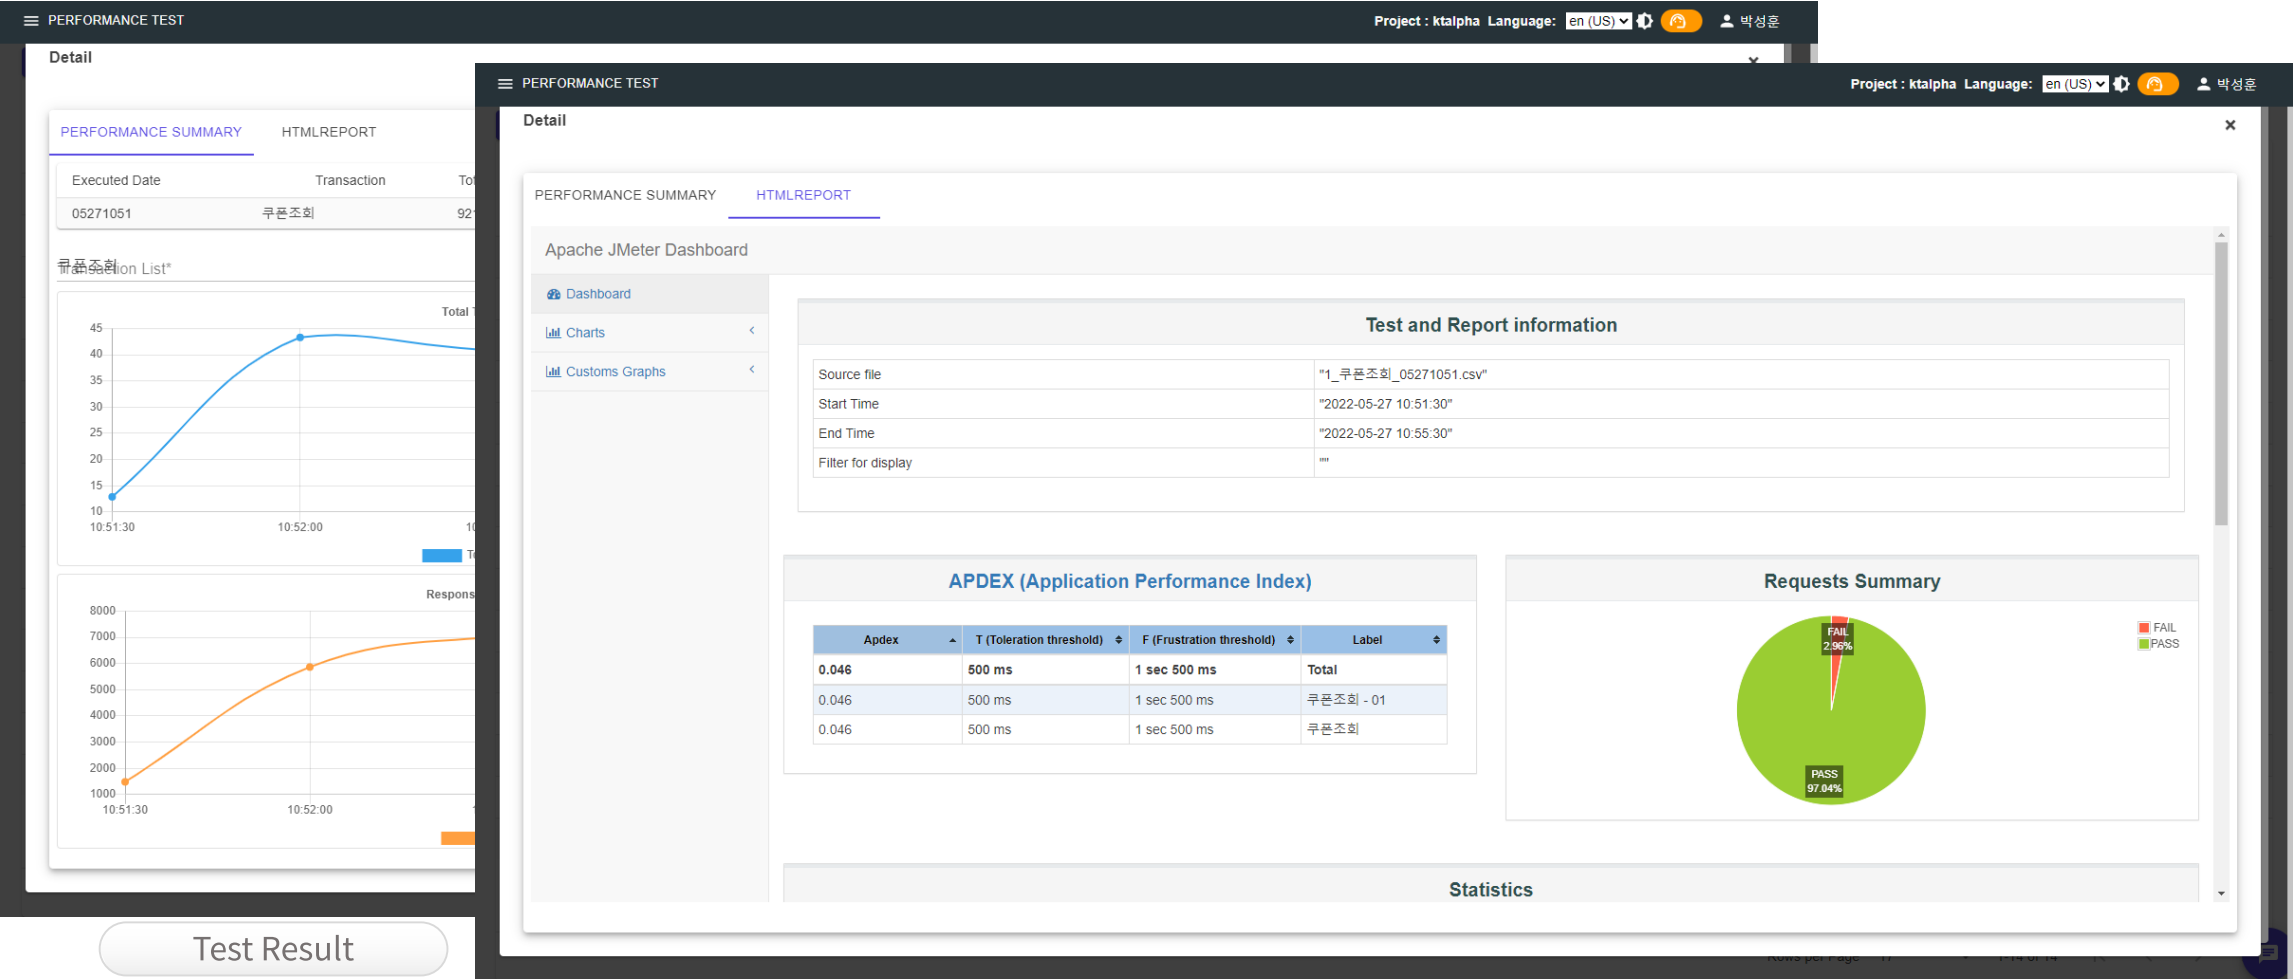 PERFORMANCE TEST
Project : ktalpha Language: en (US) 박성훈
Detail
PERFORMANCE SUMMARY HTMLREPORT
Executed Date Transaction
05271051 쿠폰조회 92
쿠폰조회
Transaction List*
Total
45
40
35
30
25
20
15
10
10:51:30 10:52:00
Respons
8000
7000
6000
5000
4000
3000
2000
1000
10:51:30 10:52:00
Test Result
PERFORMANCE TEST
Project : ktalpha Language: en (US) 박성훈
Detail
PERFORMANCE SUMMARY HTMLREPORT
Apache JMeter Dashboard
Dashboard
Charts
Customs Graphs
Test and Report information
Source file "1_쿠폰조회_05271051.csv"
Start Time "2022-05-27 10:51:30"
End Time "2022-05-27 10:55:30"
Filter for display ""
APDEX (Application Performance Index)
Apdex T (Toleration threshold) F (Frustration threshold) Label
0.046 500 ms 1 sec 500 ms Total
0.046 500 ms 1 sec 500 ms 쿠폰조회 - 01
0.046 500 ms 1 sec 500 ms 쿠폰조회
Requests Summary
FAIL
2.96%
PASS
97.04%
FAIL
PASS
Statistics